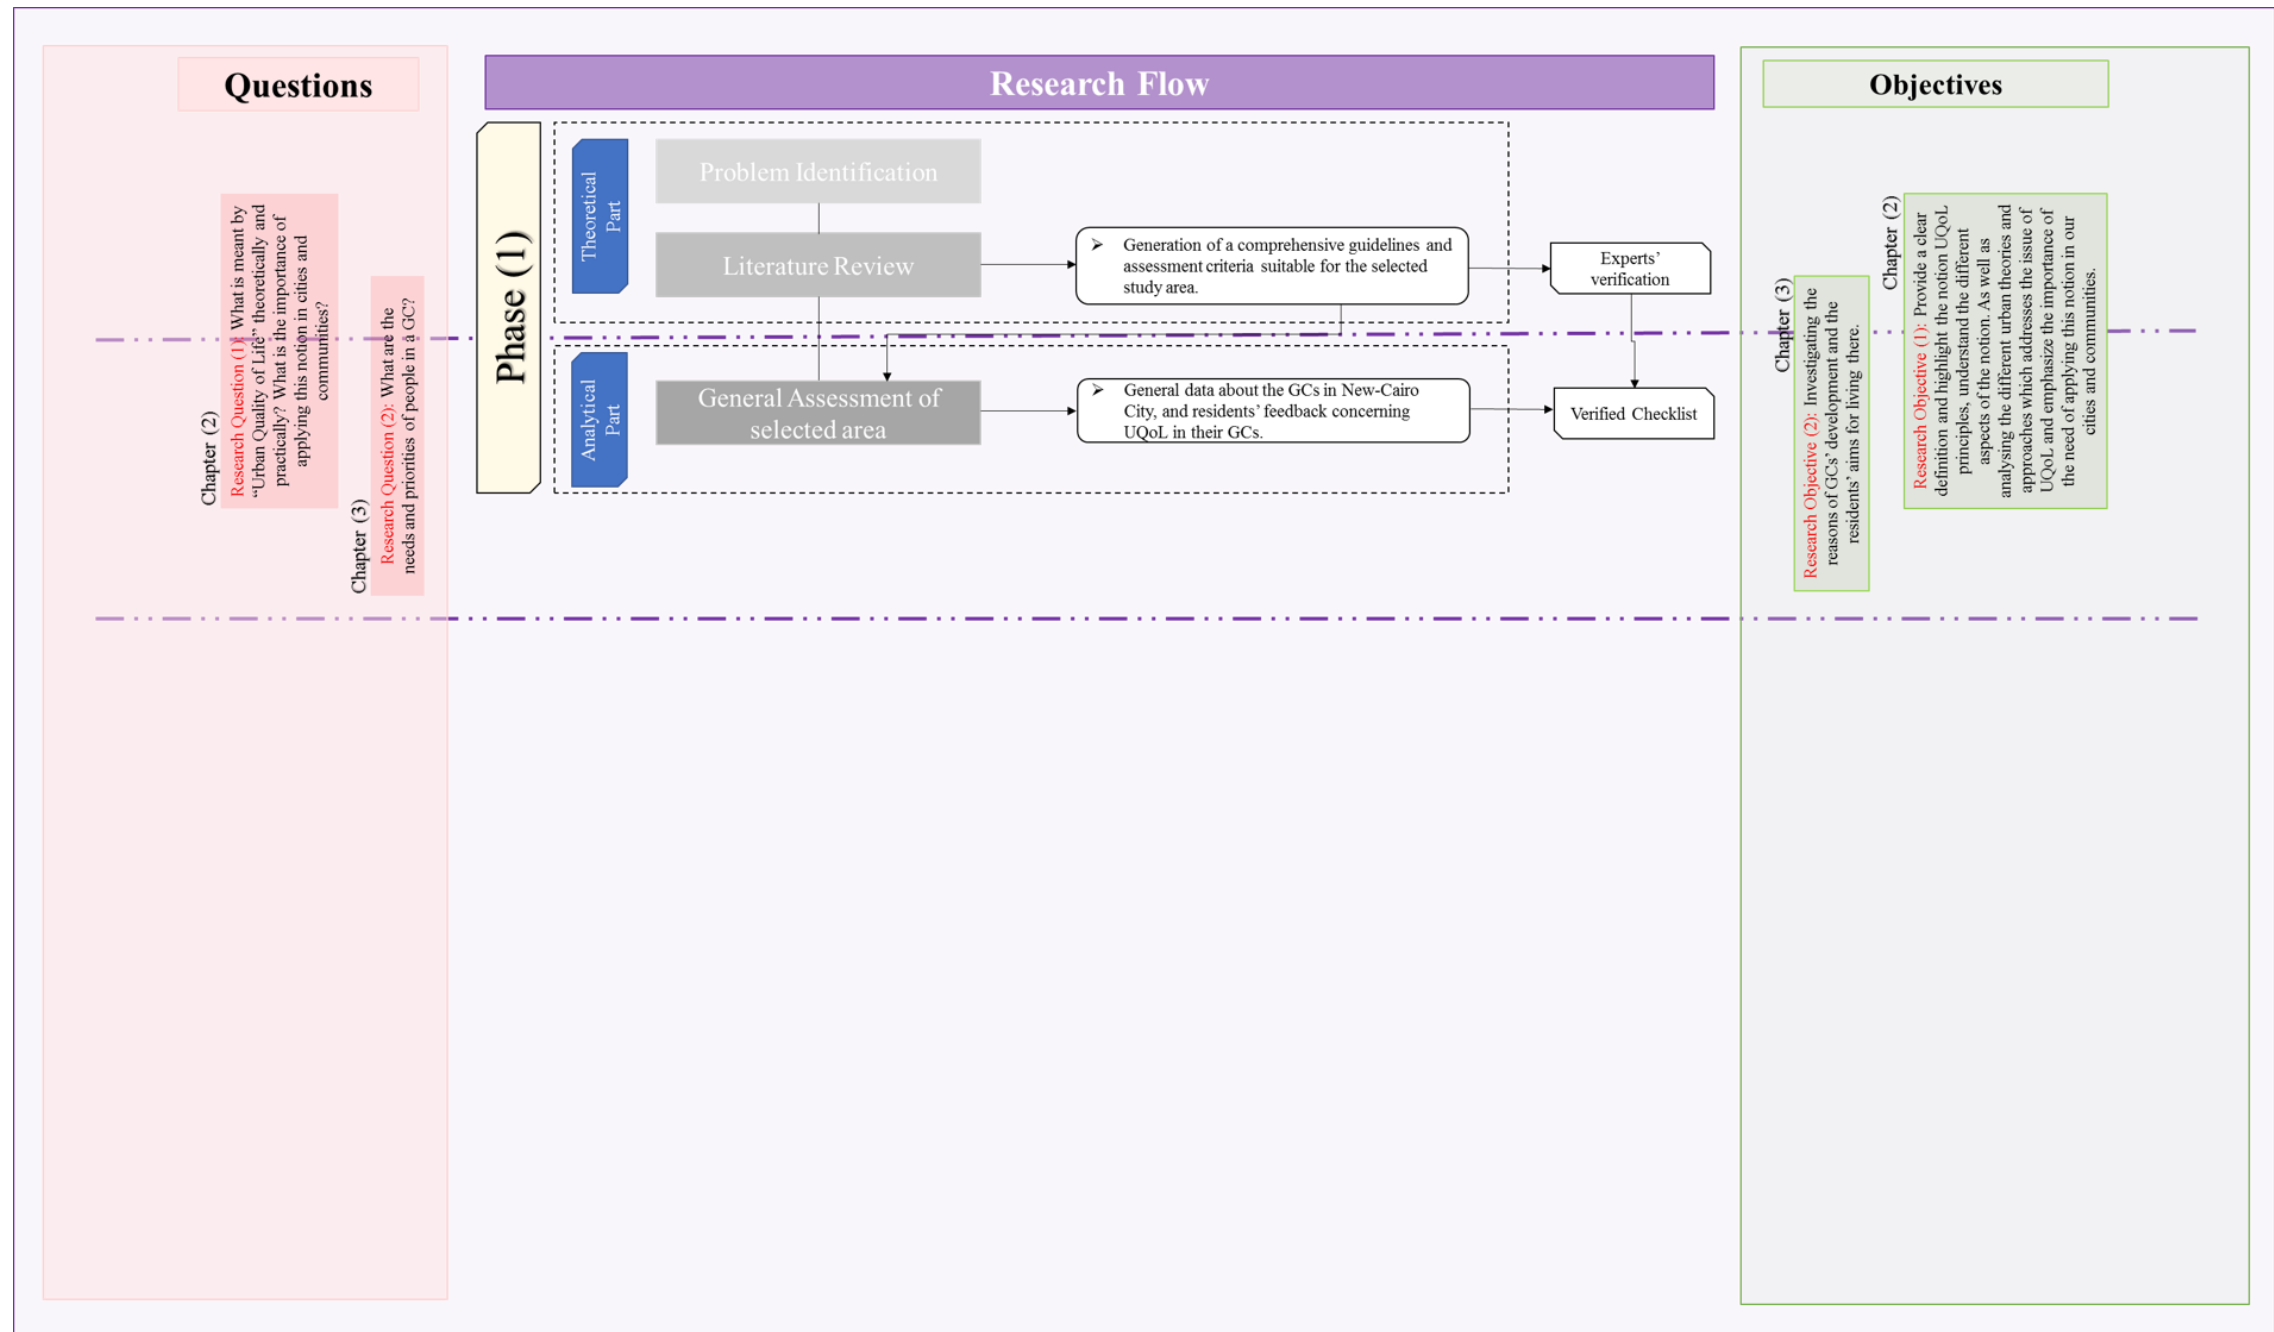 Questions
Chapter (2)
Research Question (1): What is meant by
“Urban Quality of Life” theoretically and
practically? What is the importance of
applying this notion in cities and
communities?
Chapter (3)
Research Question (2): What are the
needs and priorities of people in a GC?
Research Flow
Phase (1)
Theoretical
Part
Problem Identification
Literature Review
➢ Generation of a comprehensive guidelines and
assessment criteria suitable for the selected
study area.
Experts’
verification
Analytical
Part
General Assessment of
selected area
➢ General data about the GCs in New-Cairo
City, and residents’ feedback concerning
UQoL in their GCs.
Verified Checklist
Objectives
Chapter (3)
Research Objective (2): Investigating the
reasons of GCs’ development and the
residents’ aims for living there.
Chapter (2)
Research Objective (1): Provide a clear
definition and highlight the notion UQoL
principles, understand the different
aspects of the notion. As well as
analysing the different urban theories and
approaches which addresses the issue of
UQoL and emphasize the importance of
the need of applying this notion in our
cities and communities.